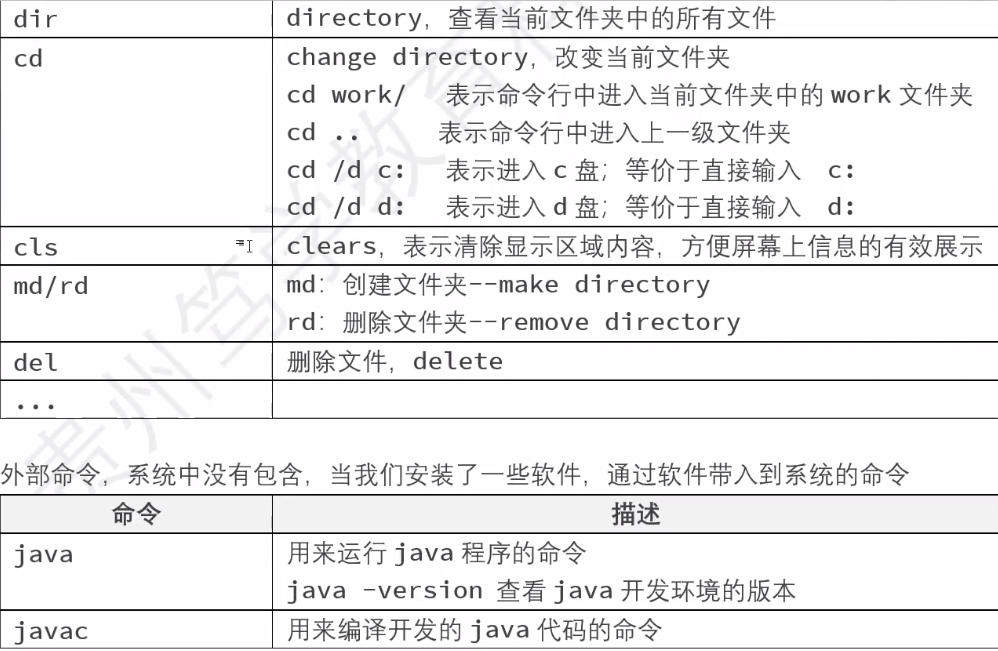 dir directory，查看当前文件夹中的所有文件
cd change directory，改变当前文件夹
cd work/ 表示命令行中进入当前文件夹中的 work 文件夹
cd .. 表示命令行中进入上一级文件夹
cd /d c: 表示进入 c 盘；等价于直接输入 c:
cd /d d: 表示进入 d 盘；等价于直接输入 d:
cls clears，表示清除显示区域内容，方便屏幕上信息的有效展示
md/rd md：创建文件夹--make directory
rd：删除文件夹--remove directory
del 删除文件，delete
...
外部命令，系统中没有包含，当我们安装了一些软件，通过软件带入到系统的命令
命令 描述
java 用来运行 java 程序的命令
java -version 查看 java 开发环境的版本
javac 用来编译开发的 java 代码的命令
贵州笃学教育